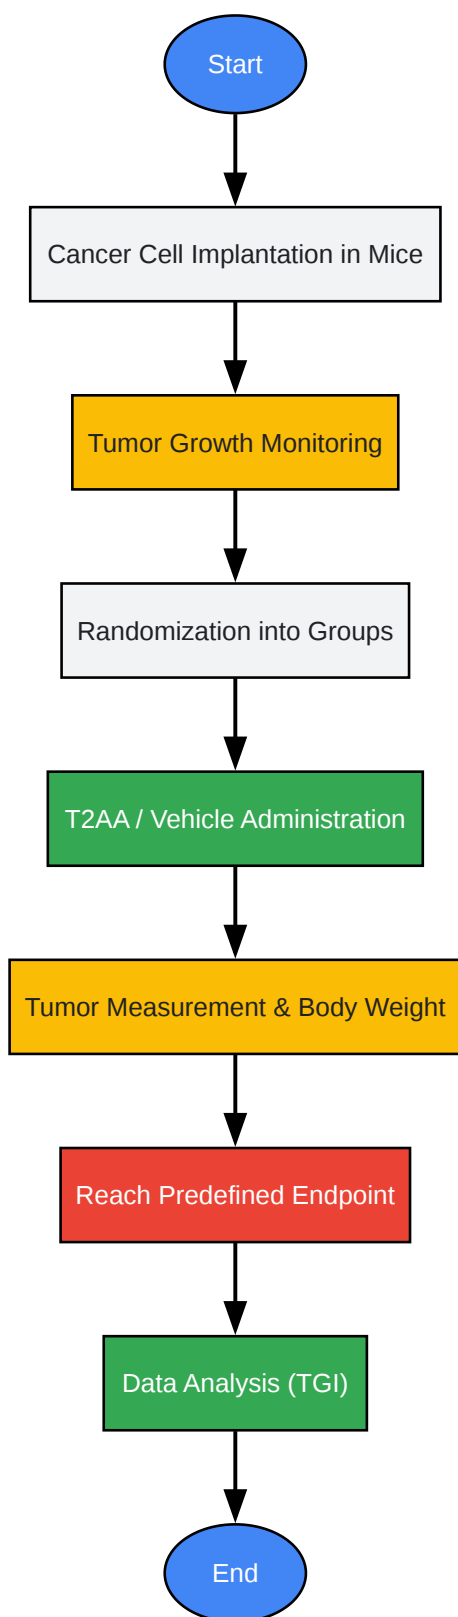 Start
Cancer Cell Implantation in Mice
Tumor Growth Monitoring
Randomization into Groups
T2AA / Vehicle Administration
Tumor Measurement & Body Weight
Reach Predefined Endpoint
Data Analysis (TGI)
End